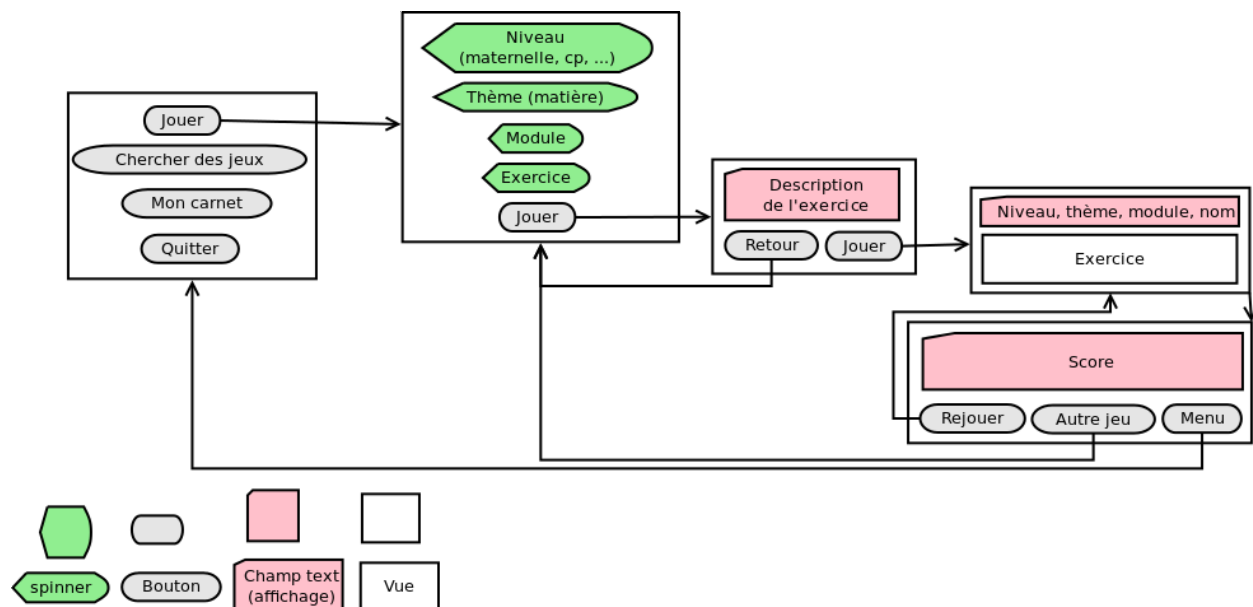 Niveau
(maternelle, cp, ...)
Thème (matière)
Module
Exercice
Jouer
Jouer
Chercher des jeux
Mon carnet
Quitter
Description
de l'exercice
Retour
Jouer
Niveau, thème, module, nom
Exercice
Score
Rejouer
Autre jeu
Menu
spinner
Bouton
Champ text
(affichage)
Vue